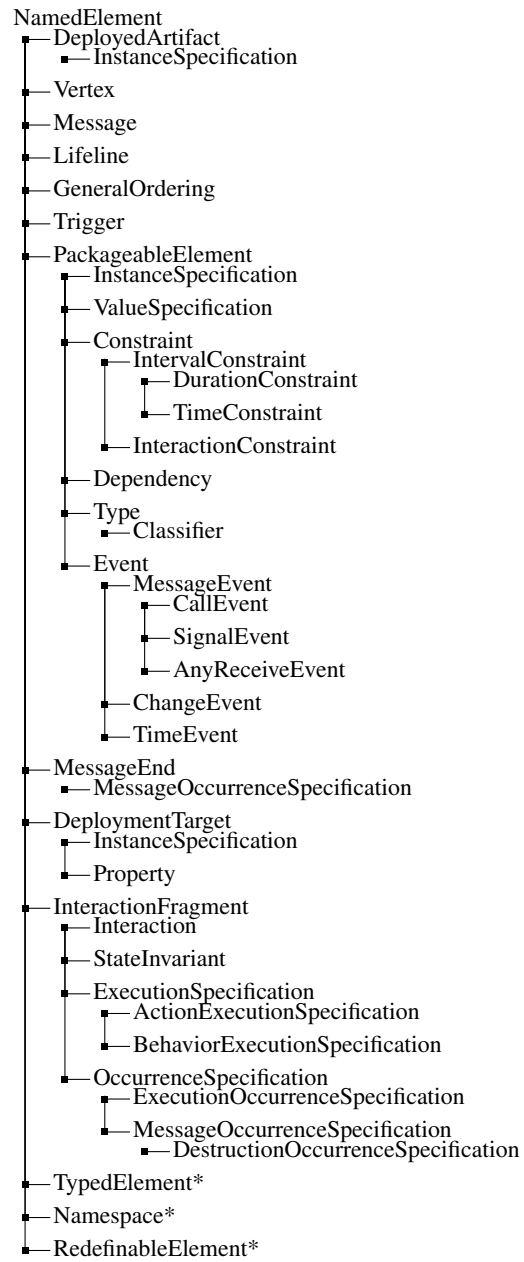 NamedElement
DeployedArtifact
InstanceSpecification
Vertex
Message
Lifeline
GeneralOrdering
Trigger
PackageableElement
InstanceSpecification
ValueSpecification
Constraint
IntervalConstraint
DurationConstraint
TimeConstraint
InteractionConstraint
Dependency
Type
Classifier
Event
MessageEvent
CallEvent
SignalEvent
AnyReceiveEvent
ChangeEvent
TimeEvent
MessageEnd
MessageOccurrenceSpecification
DeploymentTarget
InstanceSpecification
Property
InteractionFragment
Interaction
StateInvariant
ExecutionSpecification
ActionExecutionSpecification
BehaviorExecutionSpecification
OccurrenceSpecification
ExecutionOccurrenceSpecification
MessageOccurrenceSpecification
DestructionOccurrenceSpecification
TypedElement*
Namespace*
RedefinableElement*